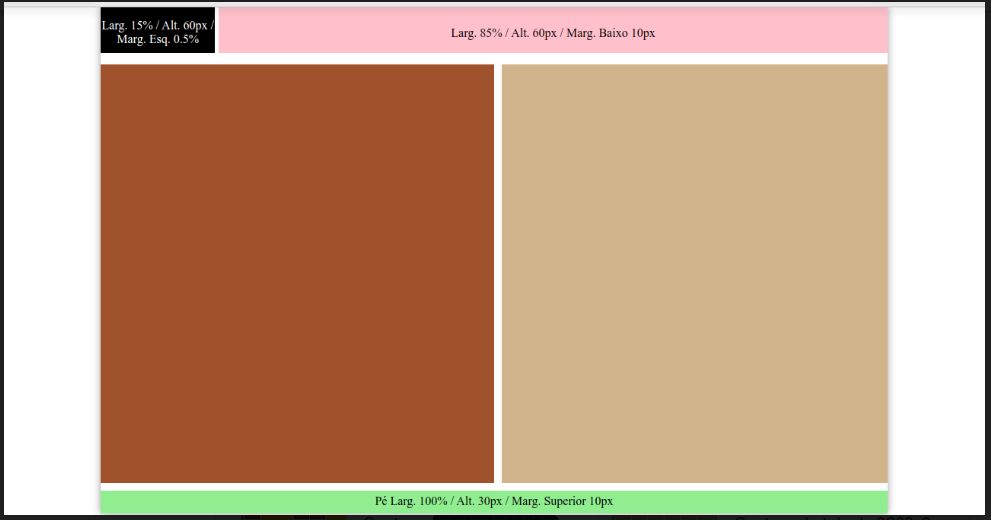 Larg. 15% / Alt. 60px /
Marg. Esq. 0.5%
Larg. 85% / Alt. 60px / Marg. Baixo 10px
Pé Larg. 100% / Alt. 30px / Marg. Superior 10px